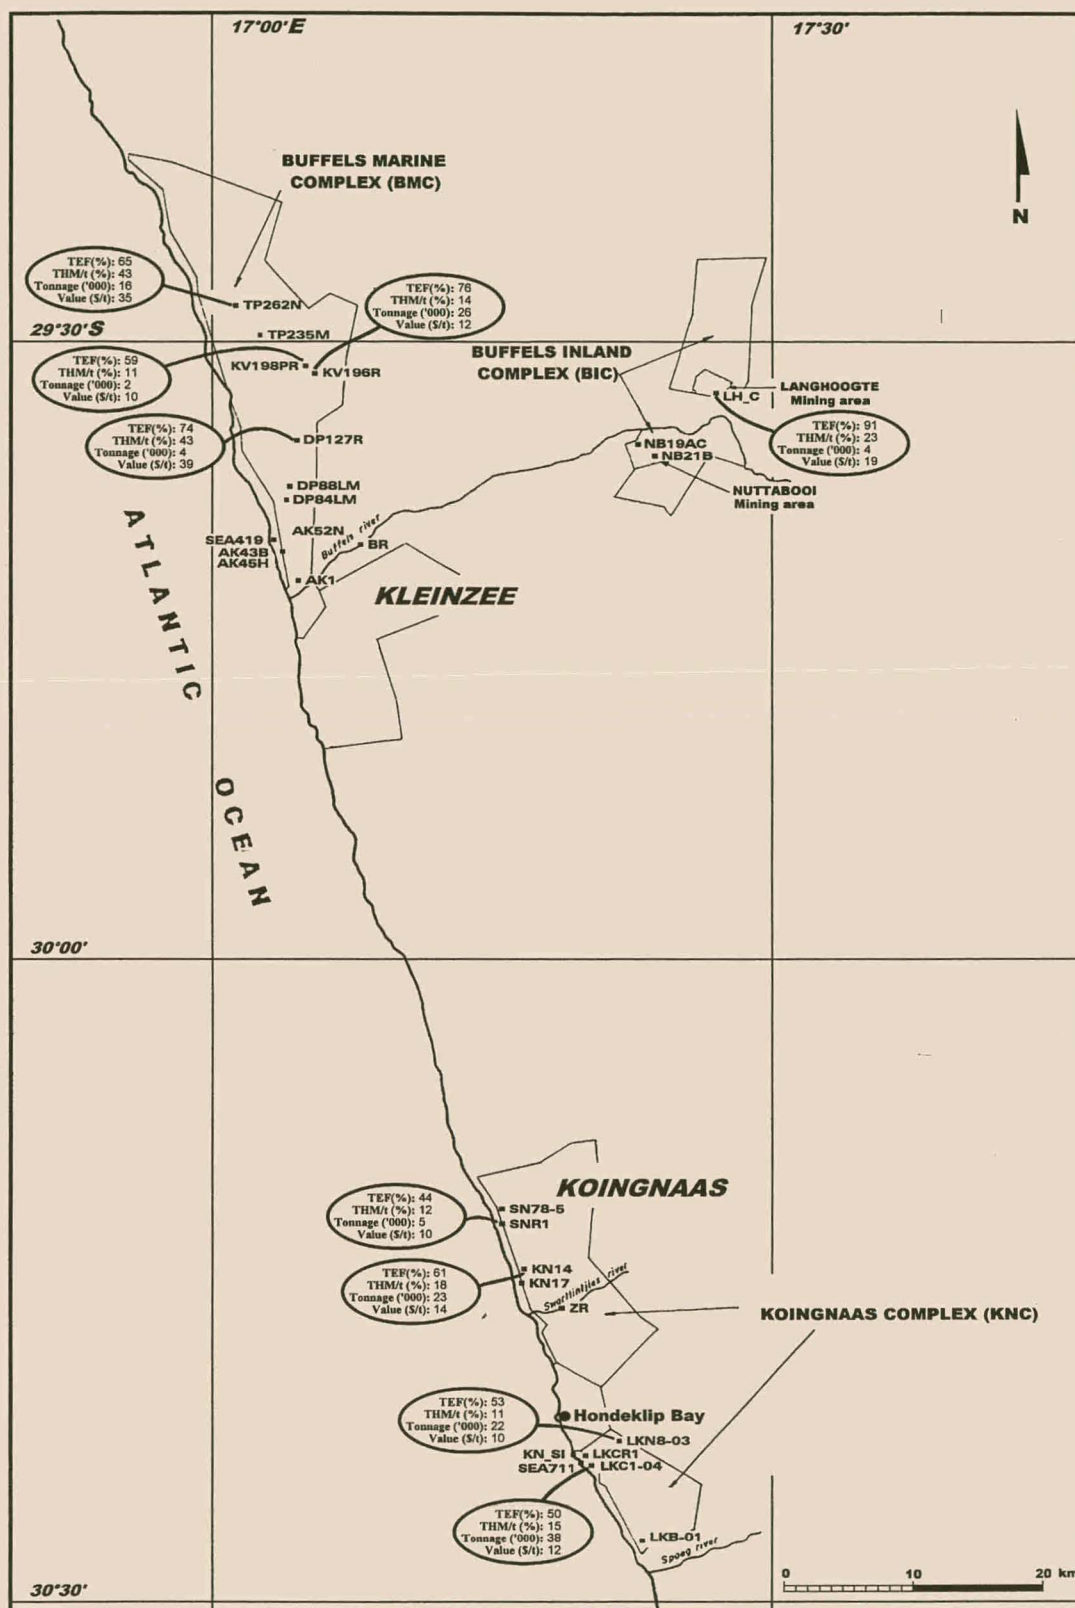 17°00'E
17°30'
N
BUFFELS MARINE
COMPLEX (BMC)
TEF(%): 65
THM/t (%): 43
Tonnage ('000): 16
Value ($/t): 35
TP262N
TEF(%): 76
THM/t (%): 14
Tonnage ('000): 26
Value ($/t): 12
29°30'S
TP235M
TEF(%): 59
THM/t (%): 11
Tonnage ('000): 2
Value ($/t): 10
KV198PR
KV196R
BUFFELS INLAND
COMPLEX (BIC)
LANGHOOGTE
Mining area
LH_C
TEF(%): 91
THM/t (%): 23
Tonnage ('000): 4
Value ($/t): 19
TEF(%): 74
THM/t (%): 43
Tonnage ('000): 4
Value ($/t): 39
DP127R
NB19AC
NB21B
NUTTABOOI
Mining area
DP88LM
DP84LM
AK52N
SEA419
AK43B
AK45H
Buffels river
BR
AK1
KLEINZEE
ATLANTIC
OCEAN
30°00'
KOINGNAAS
TEF(%): 44
THM/t (%): 12
Tonnage ('000): 5
Value ($/t): 10
SN78-5
SNR1
TEF(%): 61
THM/t (%): 18
Tonnage ('000): 23
Value ($/t): 14
KN14
KN17
Swartlintjies river
ZR
KOINGNAAS COMPLEX (KNC)
TEF(%): 53
THM/t (%): 11
Tonnage ('000): 22
Value ($/t): 10
Hondeklip Bay
LKN8-03
KN_SI
LKCR1
SEA711
LKC1-04
TEF(%): 50
THM/t (%): 15
Tonnage ('000): 38
Value ($/t): 12
LKB-01
Spoeg river
30°30'
0 10 20 km